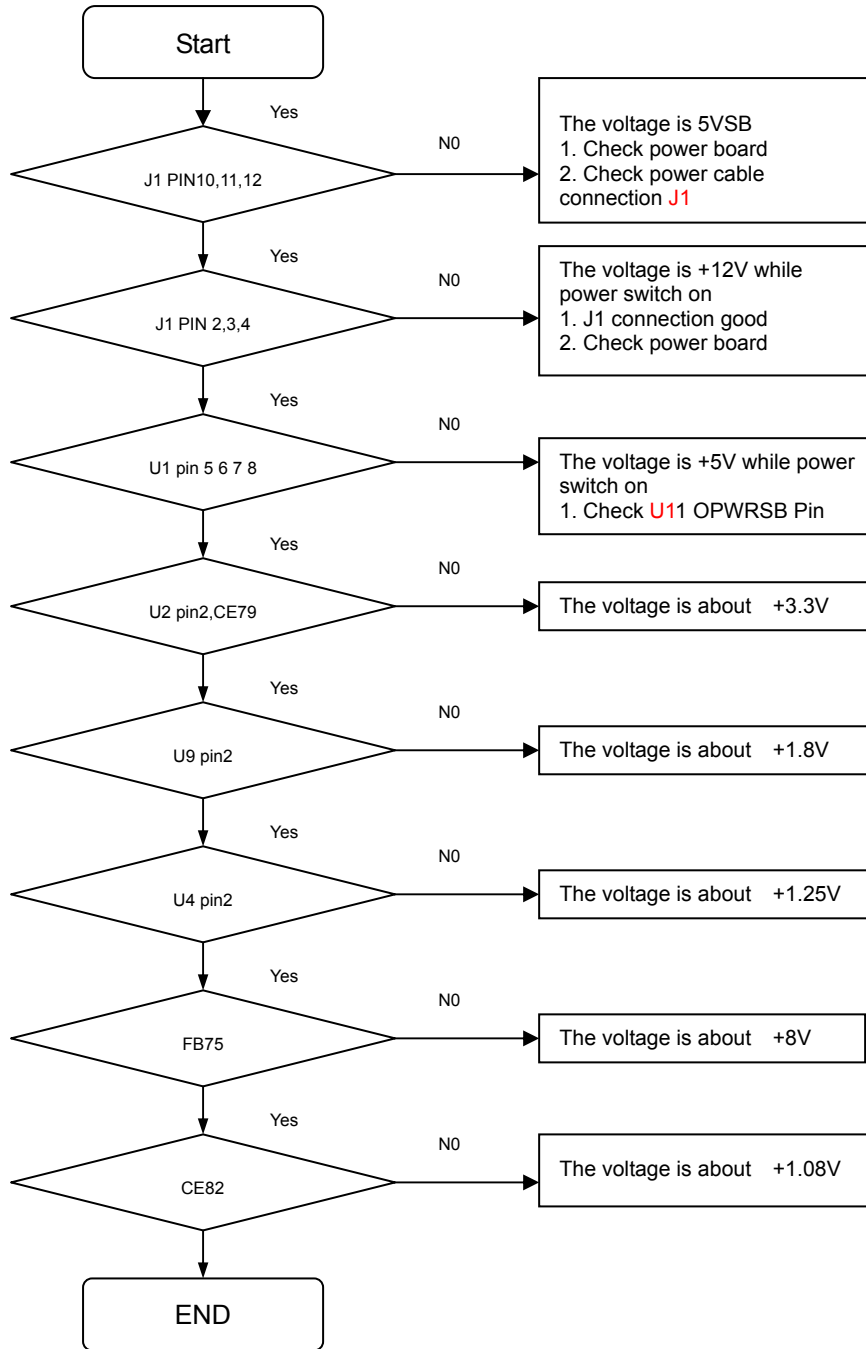 Start
Yes
J1 PIN10,11,12
N0
The voltage is 5VSB
1. Check power board
2. Check power cable
connection J1
Yes
J1 PIN 2,3,4
N0
The voltage is +12V while
power switch on
1. J1 connection good
2. Check power board
Yes
U1 pin 5 6 7 8
N0
The voltage is +5V while power
switch on
1. Check U11 OPWRSB Pin
Yes
U2 pin2,CE79
N0
The voltage is about +3.3V
Yes
U9 pin2
N0
The voltage is about +1.8V
Yes
U4 pin2
N0
The voltage is about +1.25V
Yes
FB75
N0
The voltage is about +8V
Yes
CE82
N0
The voltage is about +1.08V
END